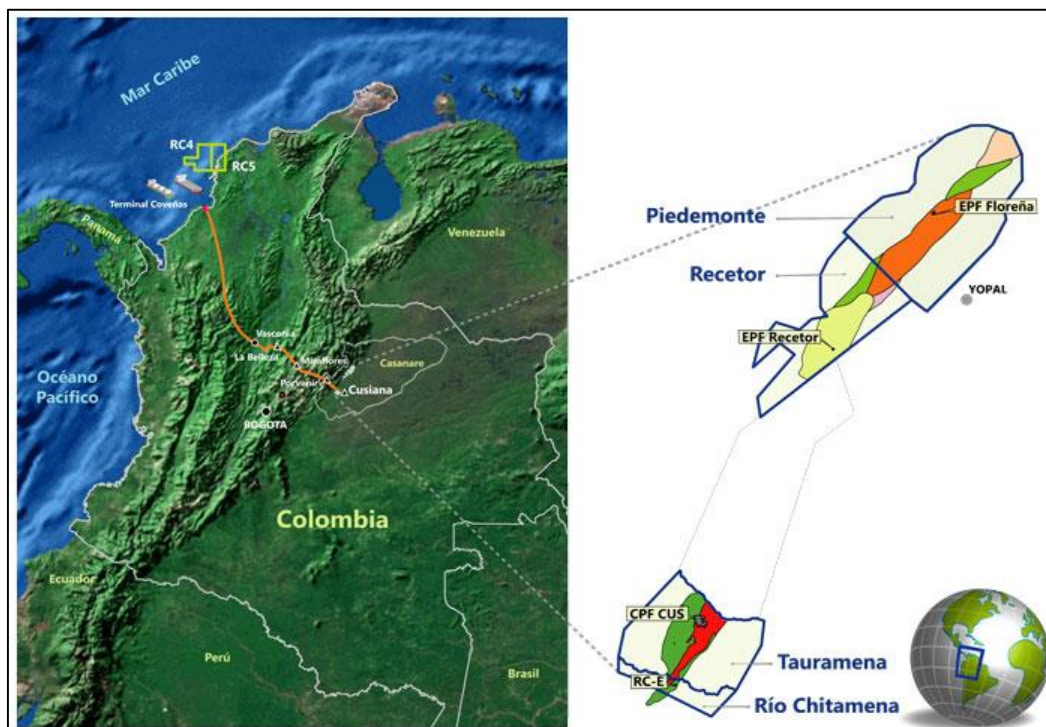 Mar Caribe
RC4
RC5
Terminal Coveñas
Panamá
Venezuela
Vasconia
La Belleza
Miraflores
Porvenir
Casanare
Cusiana
BOGOTA
Océano
Pacífico
Colombia
Ecuador
Perú
Brasil
Piedemonte
EPF Floreña
Recetor
YOPAL
EPF Recetor
CPF CUS
Tauramena
RC-E
Río Chitamena